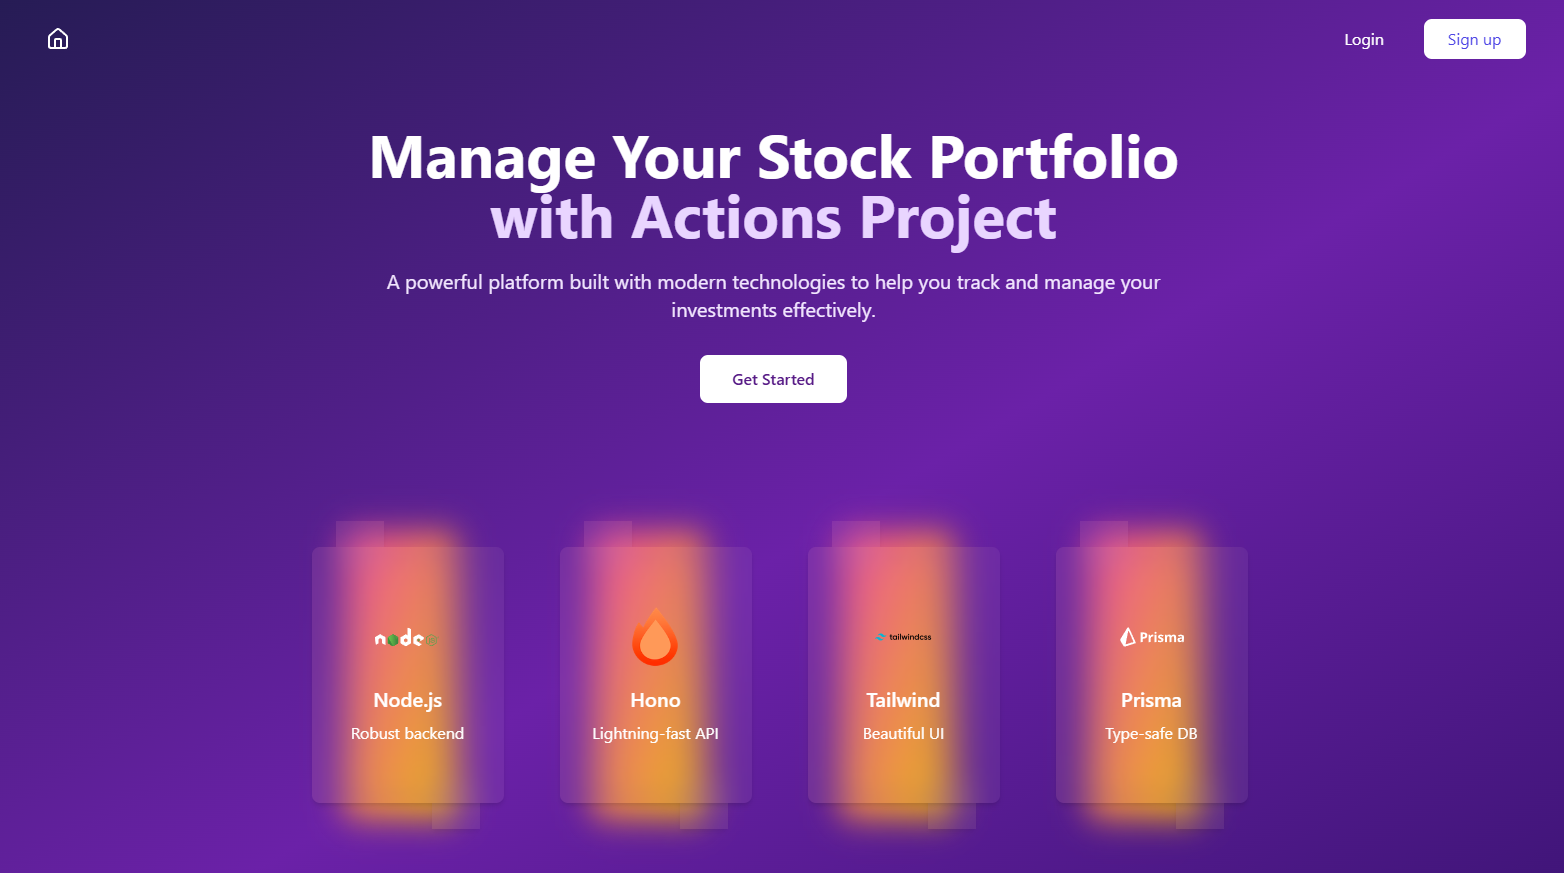 Login
Sign up
Manage Your Stock Portfolio
with Actions Project
A powerful platform built with modern technologies to help you track and manage your
investments effectively.
Get Started
node
tailwindcss
Prisma
Node.js
Hono
Tailwind
Prisma
Robust backend
Lightning-fast API
Beautiful UI
Type-safe DB